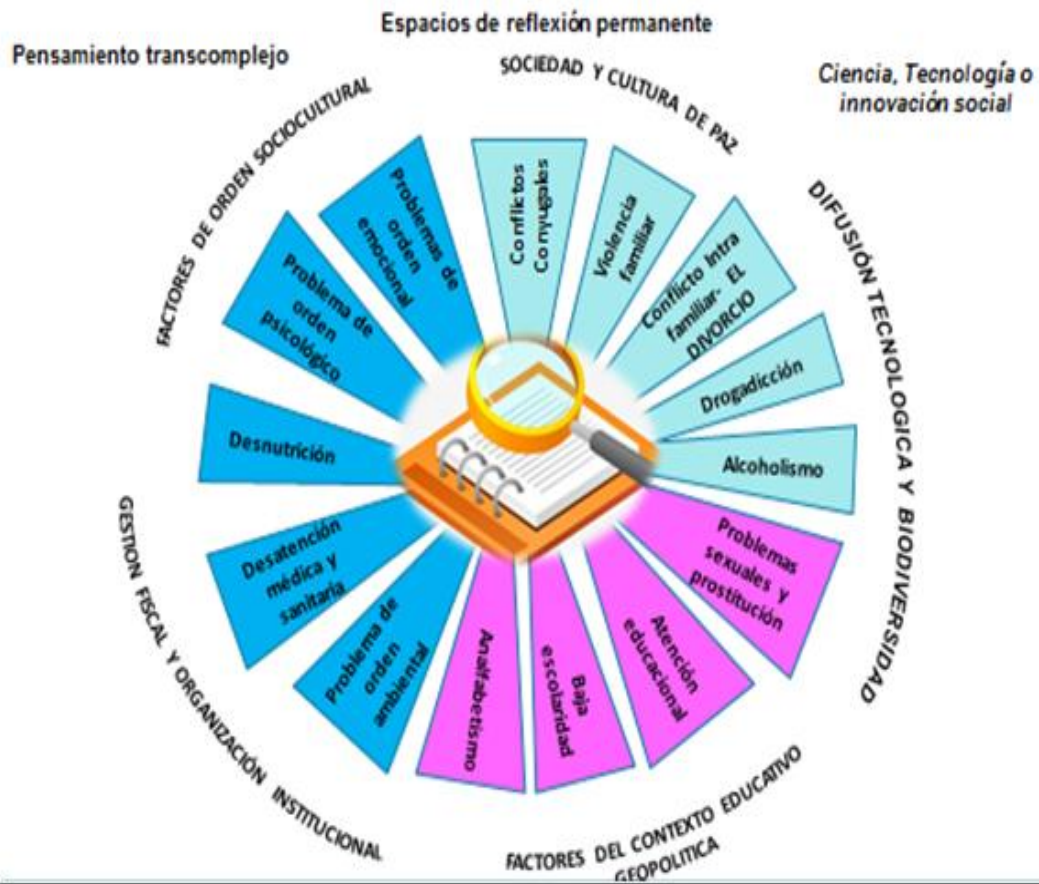 Espacios de reflexión permanente
Pensamiento transcomplejo
Ciencia, Tecnología o
innovación social
SOCIEDAD Y CULTURA DE PAZ
FACTORES DE ORDEN SOCIOCULTURAL
DIFUSIÓN TECNOLOGICA Y BIODIVERSIDAD
GESTION FISCAL Y ORGANIZACIÓN INSTITUCIONAL
FACTORES DEL CONTEXTO EDUCATIVO
GEOPOLITICA
Conflictos
Conyugales
Violencia
familiar
Conflicto Intra
familiar- EL
DIVORCIO
Drogadicción
Alcoholismo
Problemas
sexuales y
prostitución
Atención
educacional
Baja
escolaridad
Analfabetismo
Problema de
orden
ambiental
Desatención
médica y
sanitaria
Desnutrición
Problema de
orden
psicológico
Problemas de
orden
emocional